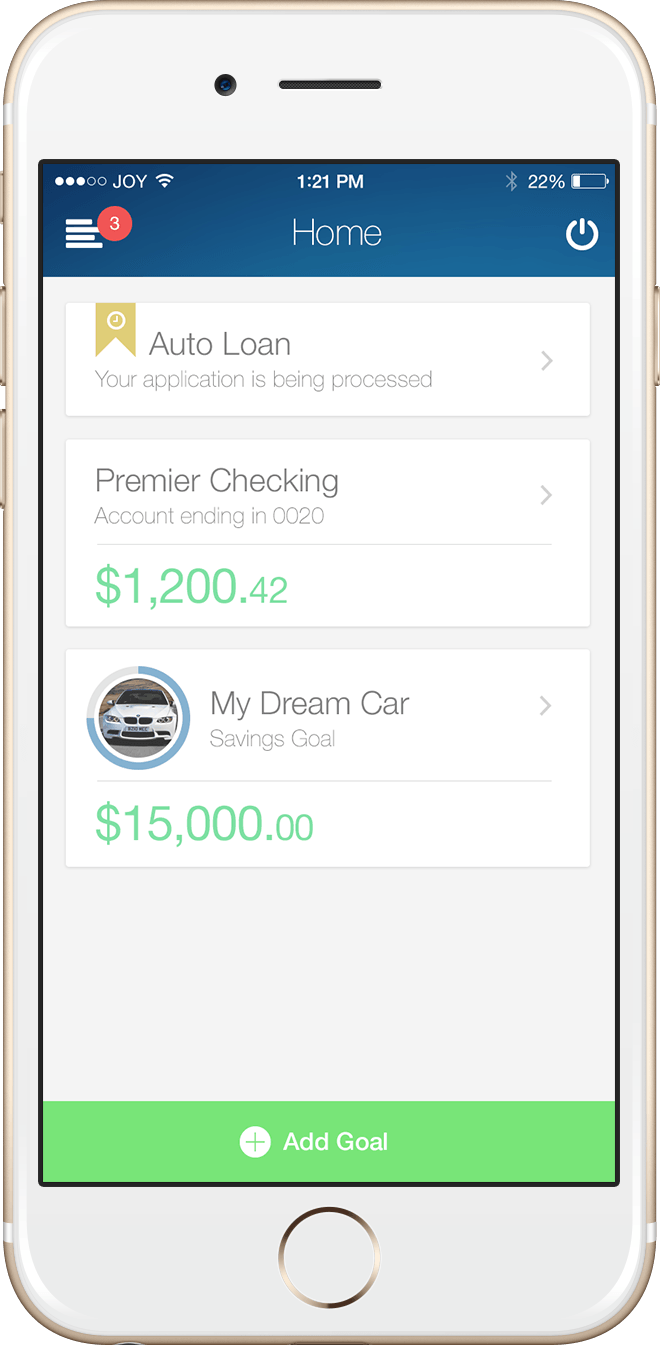 JOY 1:21 PM 22%
3 Home
Auto Loan
Your application is being processed
Premier Checking
Account ending in 0020
$1,200.42
My Dream Car
Savings Goal
$15,000.00
Add Goal